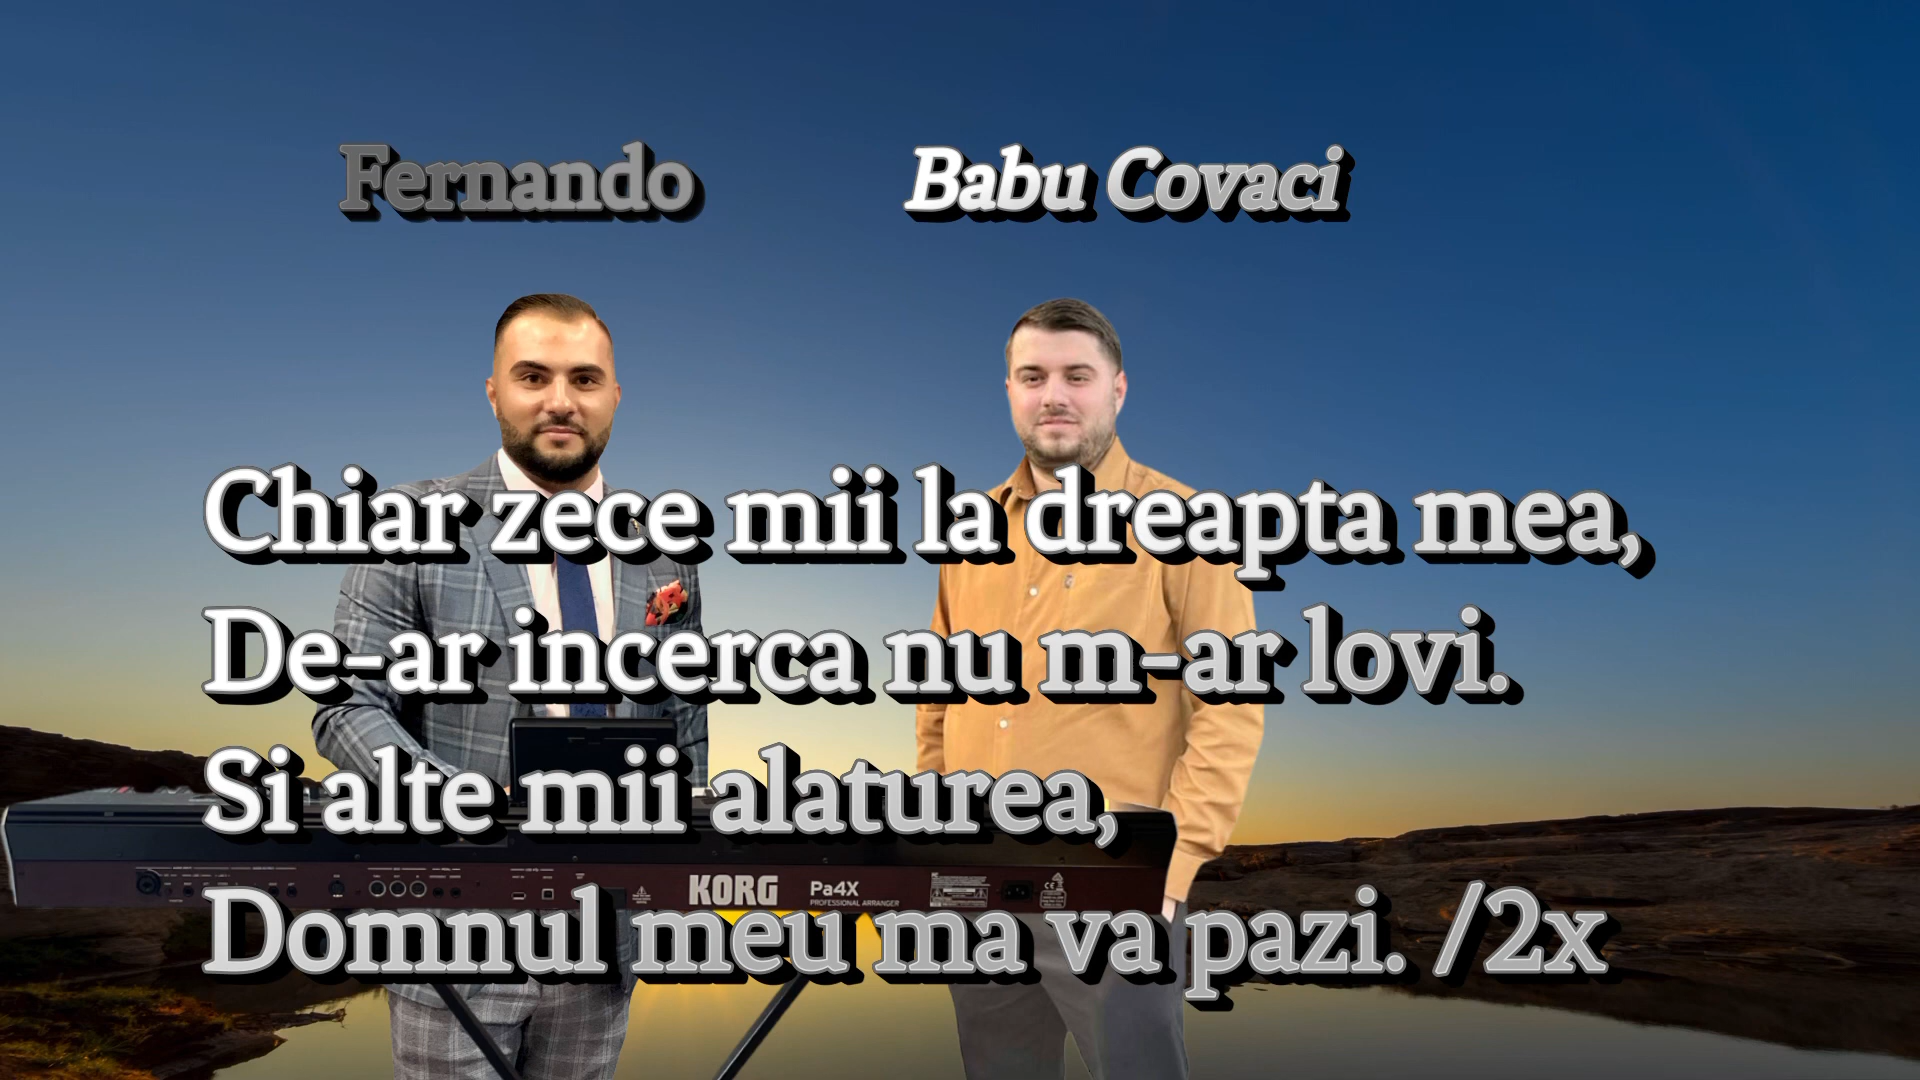 Fernando
Babu Covaci
Chiar zece mii la dreapta mea,
De-ar incerca nu m-ar lovi.
Si alte mii alaturea,
KORG Pa4X
PROFESSIONAL ARRANGER
Domnul meu ma va pazi. /2x